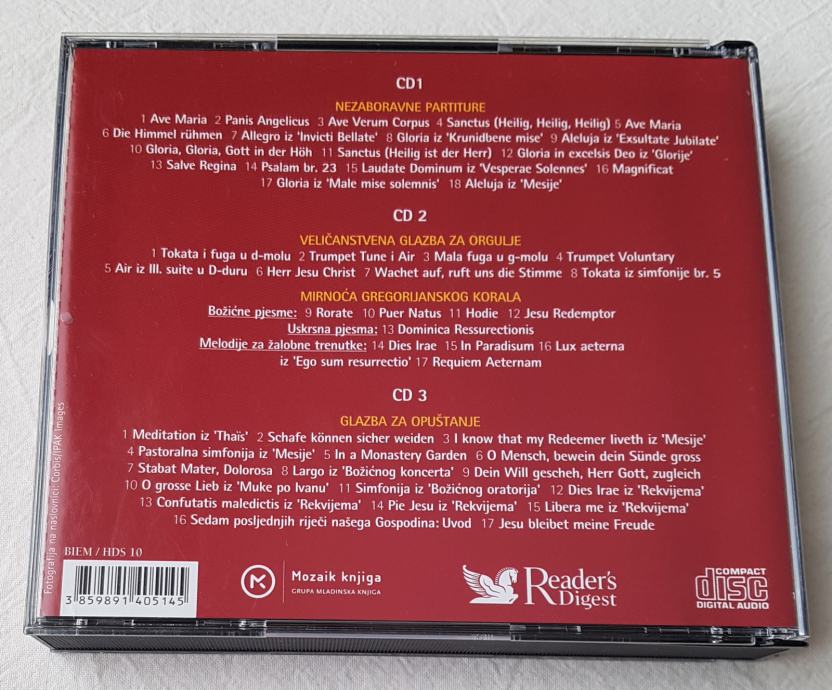 CD1
NEZABORAVNE PARTITURE
1 Ave Maria 2 Panis Angelicus 3 Ave Verum Corpus 4 Sanctus (Heilig, Heilig, Heilig) 5 Ave Maria
6 Die Himmel rühmen 7 Allegro iz 'Invicti Bellate' 8 Gloria iz 'Krunidbene mise' 9 Aleluja iz 'Exsultate Jubilate'
10 Gloria, Gloria, Gott in der Höh 11 Sanctus (Heilig ist der Herr) 12 Gloria in excelsis Deo iz 'Glorije'
13 Salve Regina 14 Psalam br. 23 15 Laudate Dominum iz 'Vesperae Solennes' 16 Magnificat
17 Gloria iz 'Male mise solemnis' 18 Aleluja iz 'Mesije'
CD 2
VELIČANSTVENA GLAZBA ZA ORGULJE
1 Tokata i fuga u d-molu 2 Trumpet Tune i Air 3 Mala fuga u g-molu 4 Trumpet Voluntary
5 Air iz III. suite u D-duru 6 Herr Jesu Christ 7 Wachet auf, ruft uns die Stimme 8 Tokata iz simfonije br. 5
MIRNOĆA GREGORIJANSKOG KORALA
Božićne pjesme: 9 Rorate 10 Puer Natus 11 Hodie 12 Jesu Redemptor
Uskrsna pjesma: 13 Dominica Ressurectionis
Melodije za žalobne trenutke: 14 Dies Irae 15 In Paradisum 16 Lux aeterna
iz 'Ego sum resurrectio' 17 Requiem Aeternam
CD 3
GLAZBA ZA OPUŠTANJE
1 Meditation iz 'Thaïs' 2 Schafe können sicher weiden 3 I know that my Redeemer liveth iz 'Mesije'
4 Pastoralna simfonija iz 'Mesije' 5 In a Monastery Garden 6 O Mensch, bewein dein Sünde gross
7 Stabat Mater, Dolorosa 8 Largo iz 'Božićnog koncerta' 9 Dein Will gescheh, Herr Gott, zugleich
10 O grosse Lieb iz 'Muke po Ivanu' 11 Simfonija iz 'Božićnog oratorija' 12 Dies Irae iz 'Rekvijema'
13 Confutatis maledictis iz 'Rekvijema' 14 Pie Jesu iz 'Rekvijema' 15 Libera me iz 'Rekvijema'
16 Sedam posljednjih riječi našega Gospodina: Uvod 17 Jesu bleibet meine Freude
Fotografija na naslovnici: Corbis/IPAK Images
BIEM / HDS 10
3 859891 405145
Mozaik knjiga
GRUPA MLADINSKA KNJIGA
Reader's
Digest
COMPACT
disc
DIGITAL AUDIO